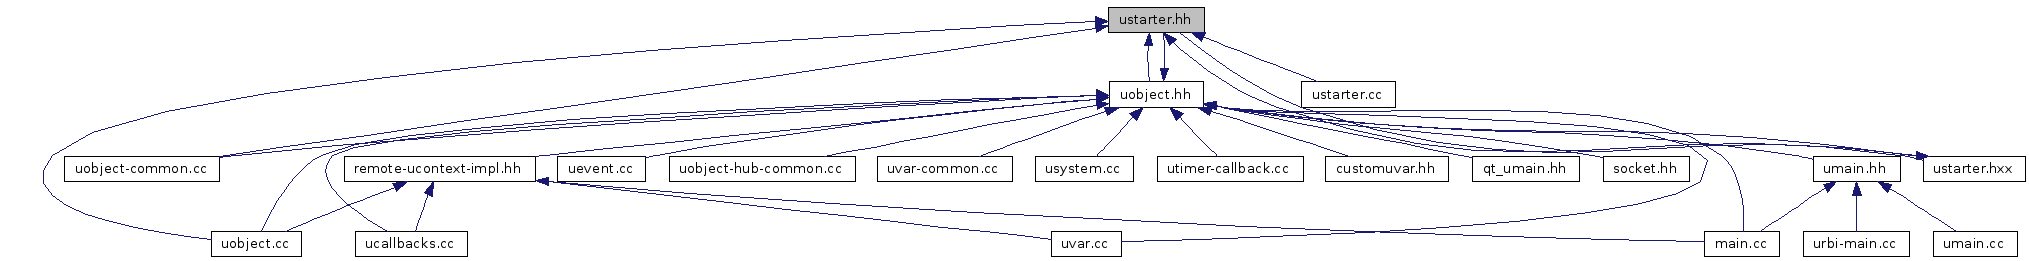 ustarter.hh
uobject.hh
ustarter.cc
uobject-common.cc
remote-ucontext-impl.hh
uevent.cc
uobject-hub-common.cc
uvar-common.cc
usystem.cc
utimer-callback.cc
customuvar.hh
qt_umain.hh
socket.hh
umain.hh
ustarter.hxx
uobject.cc
ucallbacks.cc
uvar.cc
main.cc
urbi-main.cc
umain.cc